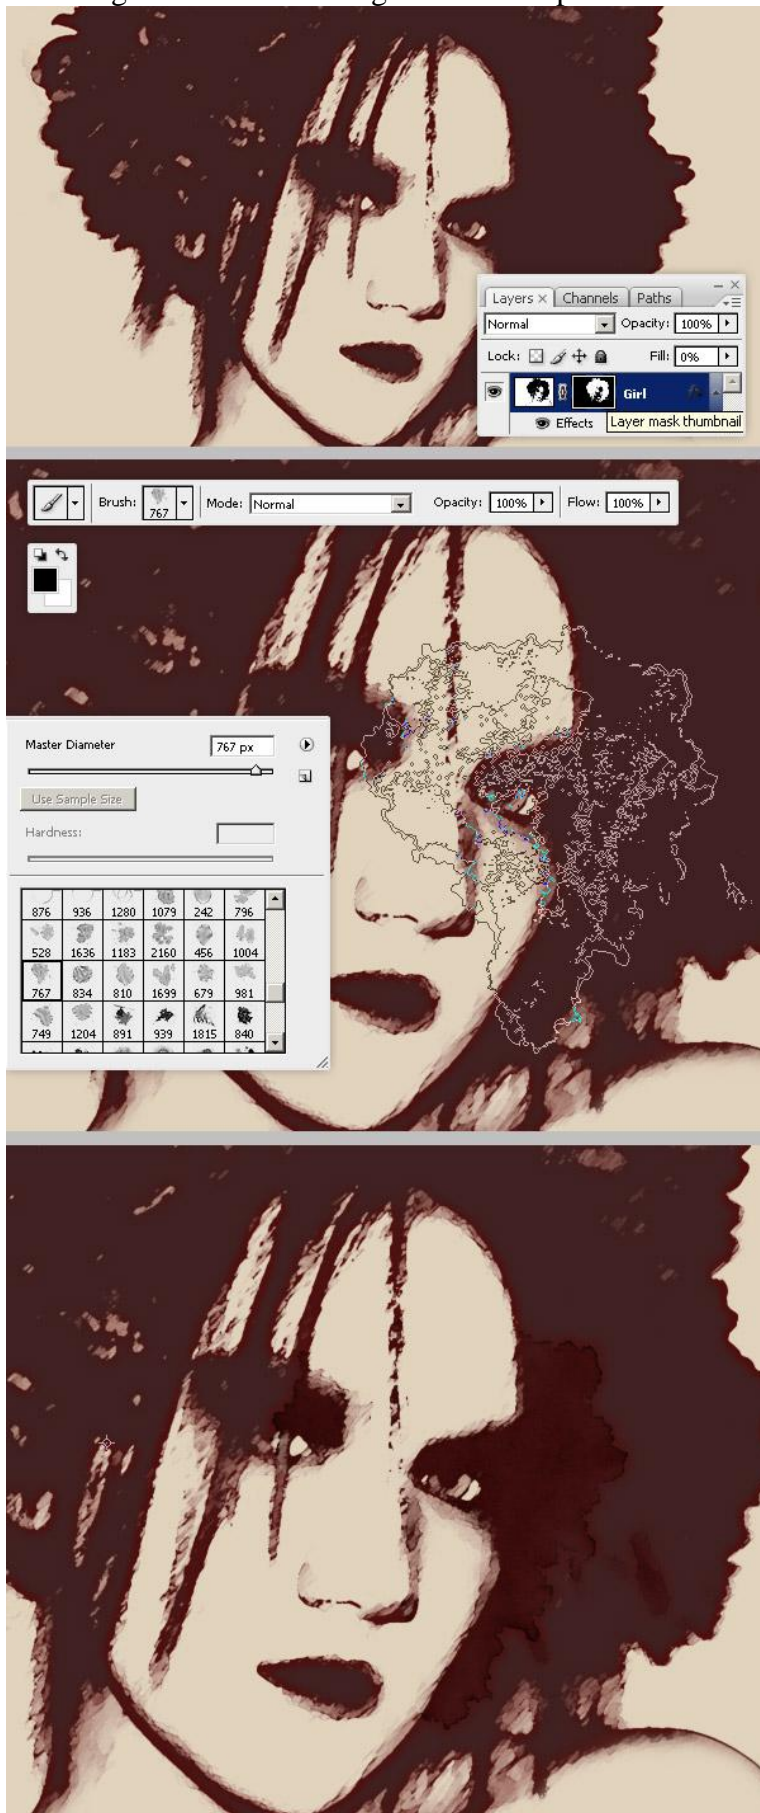 Layers × Channels Paths
Normal Opacity: 100%
Lock: Fill: 0%
Girl
Effects Layer mask thumbnail
Brush: 767 Mode: Normal Opacity: 100% Flow: 100%
Master Diameter 767 px
Use Sample Size
Hardness:
876 936 1280 1079 242 796
528 1636 1183 2160 456 1004
767 834 810 1699 679 981
749 1204 891 939 1815 840